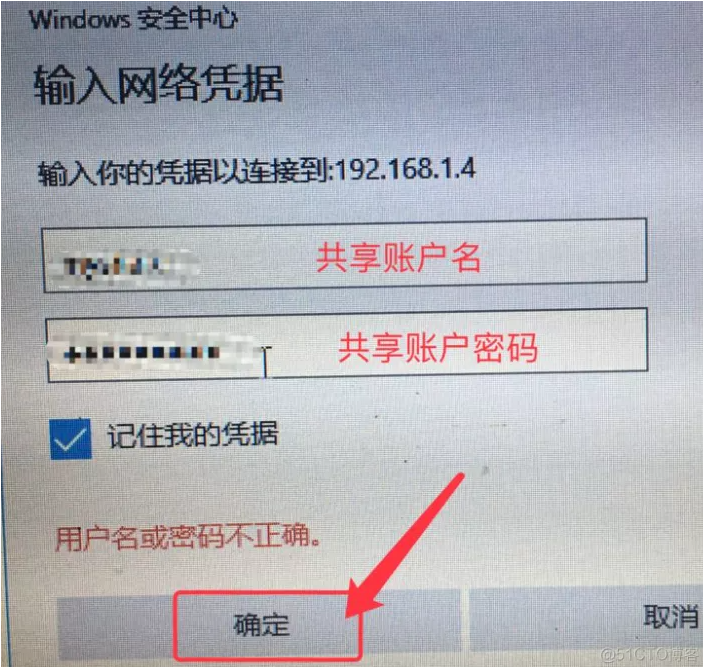 Windows 安全中心
输入网络凭据
输入你的凭据以连接到:192.168.1.4
共享账户名
共享账户密码
记住我的凭据
用户名或密码不正确。
确定
取消
@51CTO博客